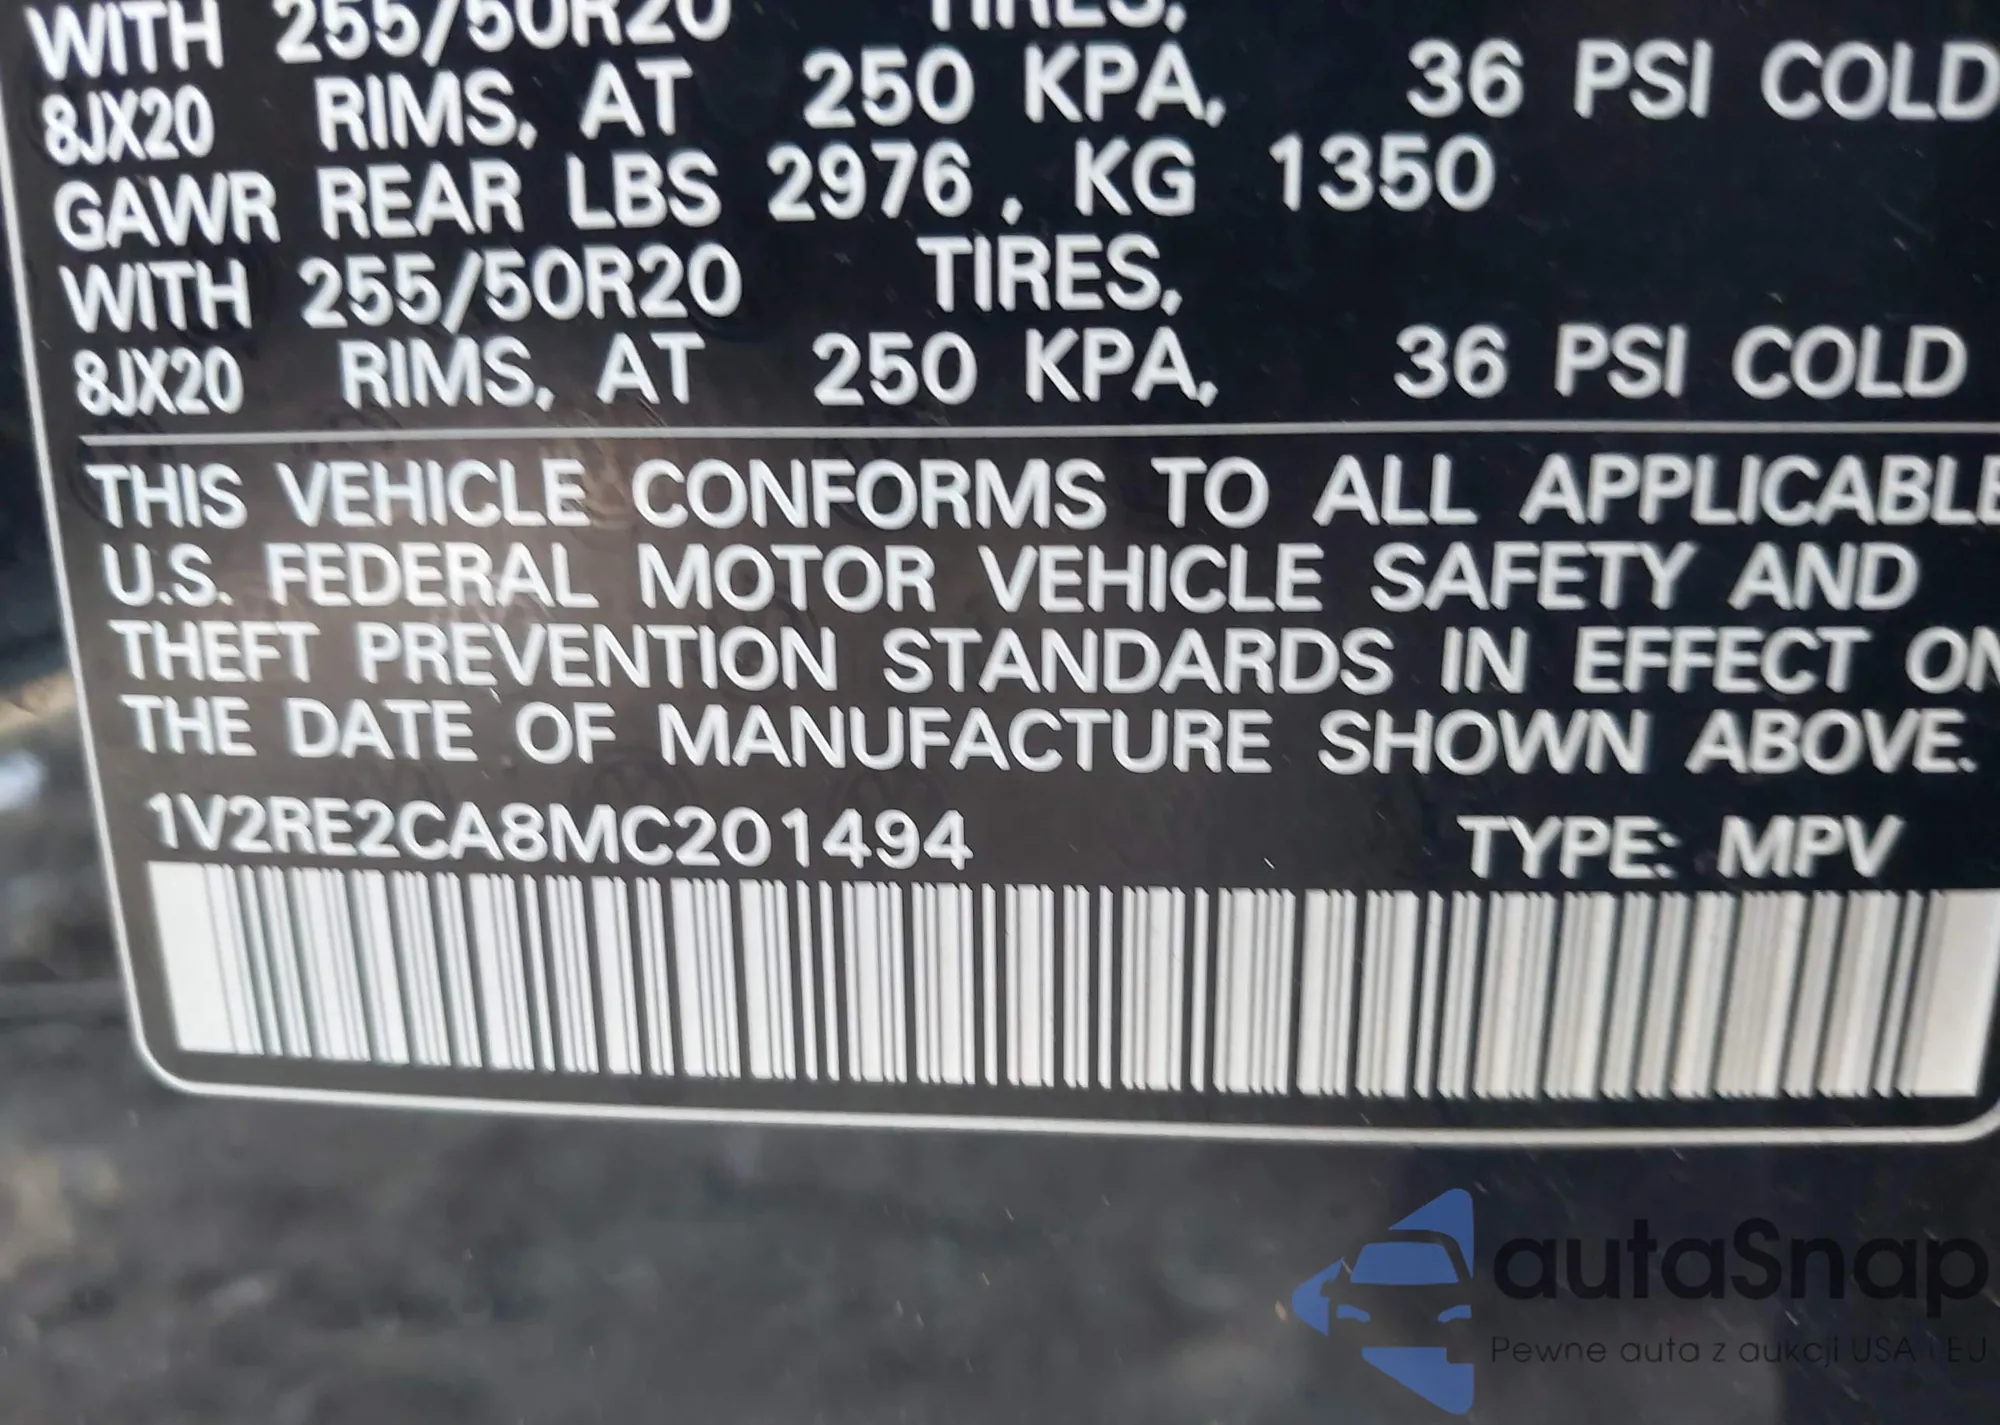 WITH 255/50R20 TIRES,
8JX20 RIMS, AT 250 KPA, 36 PSI COLD
GAWR REAR LBS 2976, KG 1350
WITH 255/50R20 TIRES,
8JX20 RIMS, AT 250 KPA, 36 PSI COLD
THIS VEHICLE CONFORMS TO ALL APPLICABLE
U.S. FEDERAL MOTOR VEHICLE SAFETY AND
THEFT PREVENTION STANDARDS IN EFFECT ON
THE DATE OF MANUFACTURE SHOWN ABOVE.
1V2RE2CA8MC201494 TYPE: MPV
autaSnap
Pewne auta z aukcji USA i EU